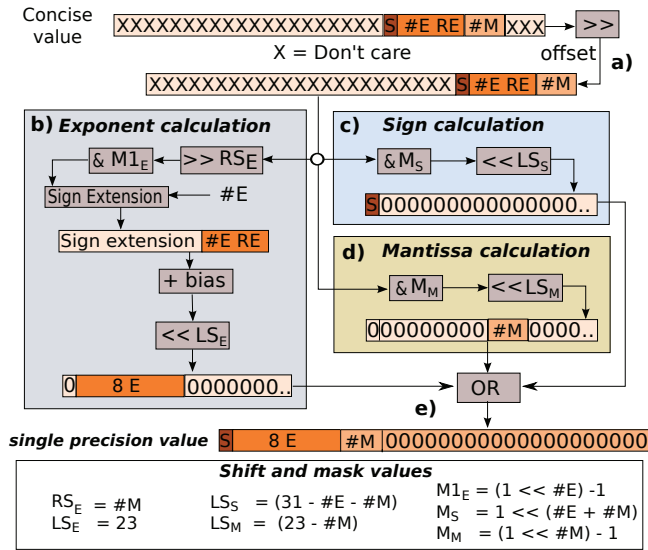 Concise value
XXXXXXXXXXXXXXXXXXX S #E RE #M XXX >>
X = Don't care
offset
a)
XXXXXXXXXXXXXXXXXXXXXX S #E RE #M
b) Exponent calculation
& M1E >> RSE
Sign Extension #E
Sign extension #E RE
+ bias
<< LSE
0 8 E 0000000..
c) Sign calculation
& MS << LSS
S 000000000000000..
d) Mantissa calculation
& MM << LSM
0 00000000 #M 0000..
OR
e)
single precision value S 8 E #M 00000000000000000000
Shift and mask values
RSE = #M
LSE = 23
LSS = (31 - #E - #M)
LSM = (23 - #M)
M1E = (1 << #E) -1
MS = 1 << (#E + #M)
MM = (1 << #M) - 1